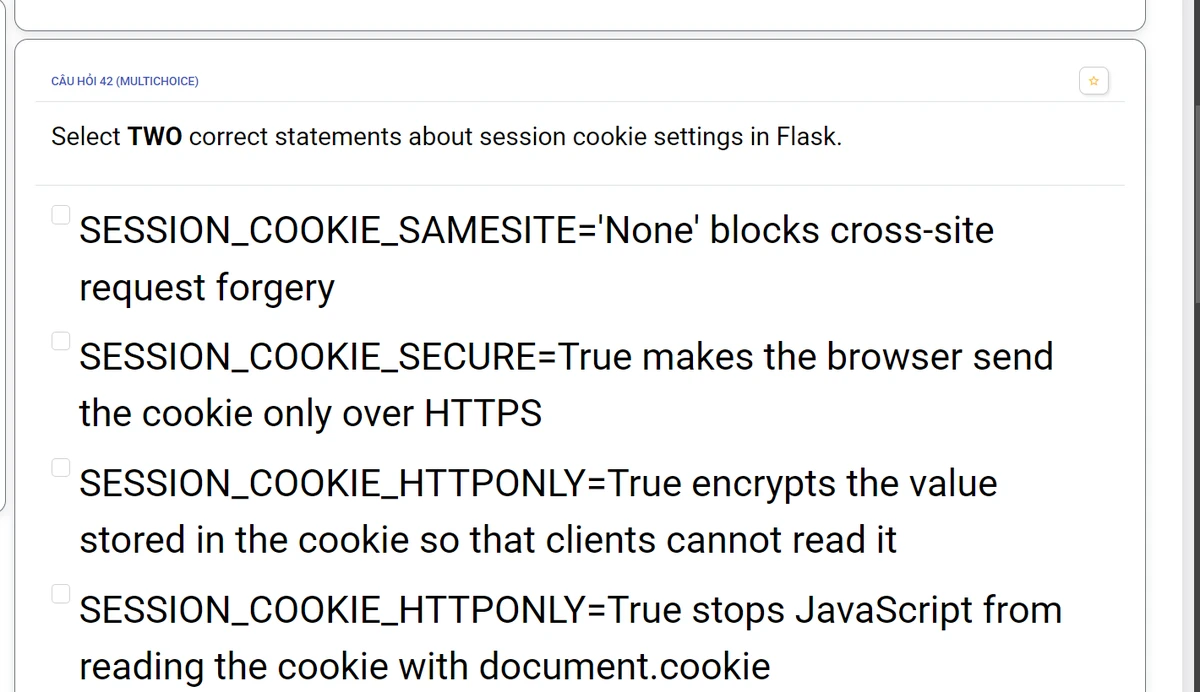 CÂU HỎI 42 (MULTICHOICE)
Select TWO correct statements about session cookie settings in Flask.
SESSION_COOKIE_SAMESITE='None' blocks cross-site
request forgery
SESSION_COOKIE_SECURE=True makes the browser send
the cookie only over HTTPS
SESSION_COOKIE_HTTPONLY=True encrypts the value
stored in the cookie so that clients cannot read it
SESSION_COOKIE_HTTPONLY=True stops JavaScript from
reading the cookie with document.cookie